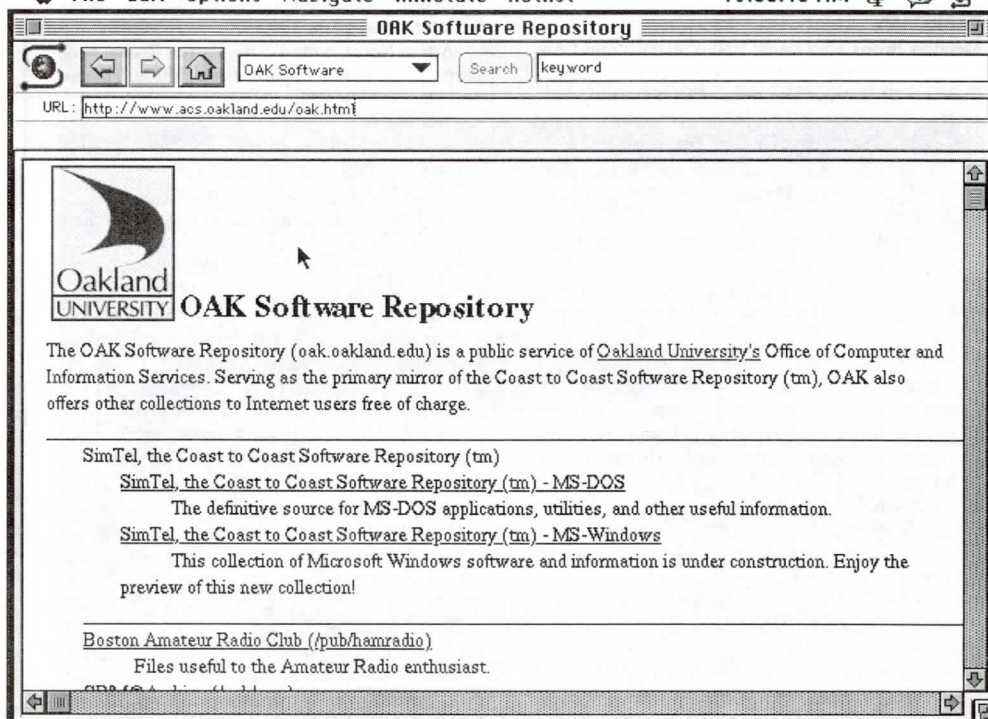 File Edit Options Navigate Annotate Hotlist
OAK Software Repository
OAK Software
Search
keyword
URL: http://www.acs.oakland.edu/oak.html
Oakland
UNIVERSITY
OAK Software Repository
The OAK Software Repository (oak.oakland.edu) is a public service of Oakland University's Office of Computer and
Information Services. Serving as the primary mirror of the Coast to Coast Software Repository (tm), OAK also
offers other collections to Internet users free of charge.
SimTel, the Coast to Coast Software Repository (tm)
SimTel, the Coast to Coast Software Repository (tm) - MS-DOS
The definitive source for MS-DOS applications, utilities, and other useful information.
SimTel, the Coast to Coast Software Repository (tm) - MS-Windows
This collection of Microsoft Windows software and information is under construction. Enjoy the
preview of this new collection!
Boston Amateur Radio Club (/pub/hamradio)
Files useful to the Amateur Radio enthusiast.